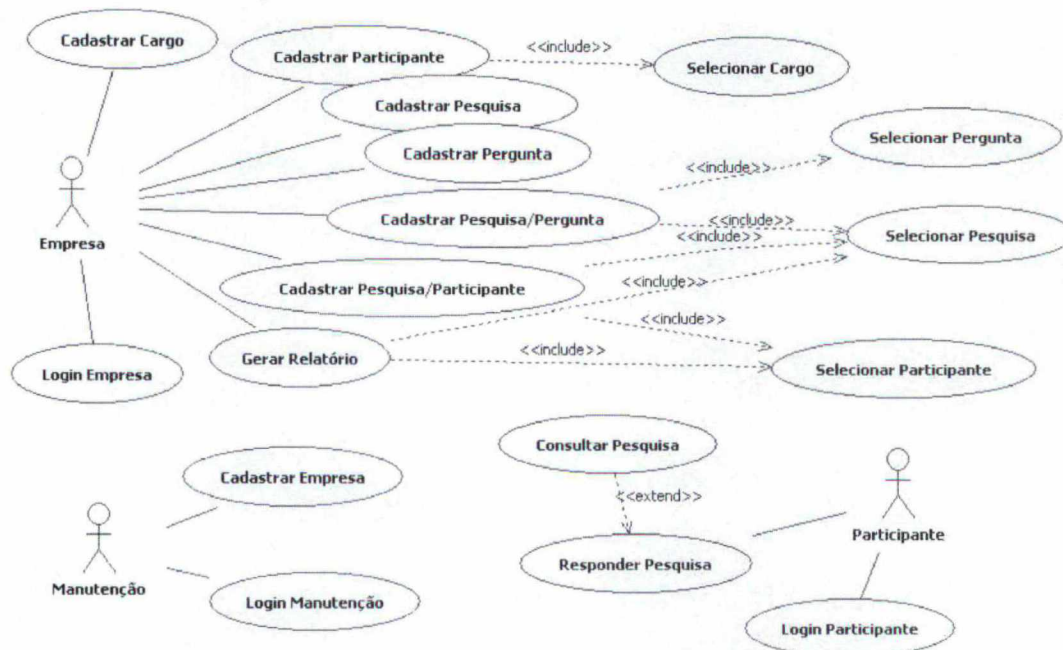 Cadastrar Cargo
Cadastrar Participante
<<include>>
Selecionar Cargo
Cadastrar Pesquisa
Cadastrar Pergunta
Selecionar Pergunta
<<include>>
Cadastrar Pesquisa/Pergunta
<<include>>
Selecionar Pesquisa
<<include>>
Empresa
Cadastrar Pesquisa/Participante
<<include>>
<<include>>
Gerar Relatório
<<include>>
Login Empresa
Selecionar Participante
Consultar Pesquisa
Cadastrar Empresa
<<extend>>
Participante
Responder Pesquisa
Manutenção
Login Manutenção
Login Participante